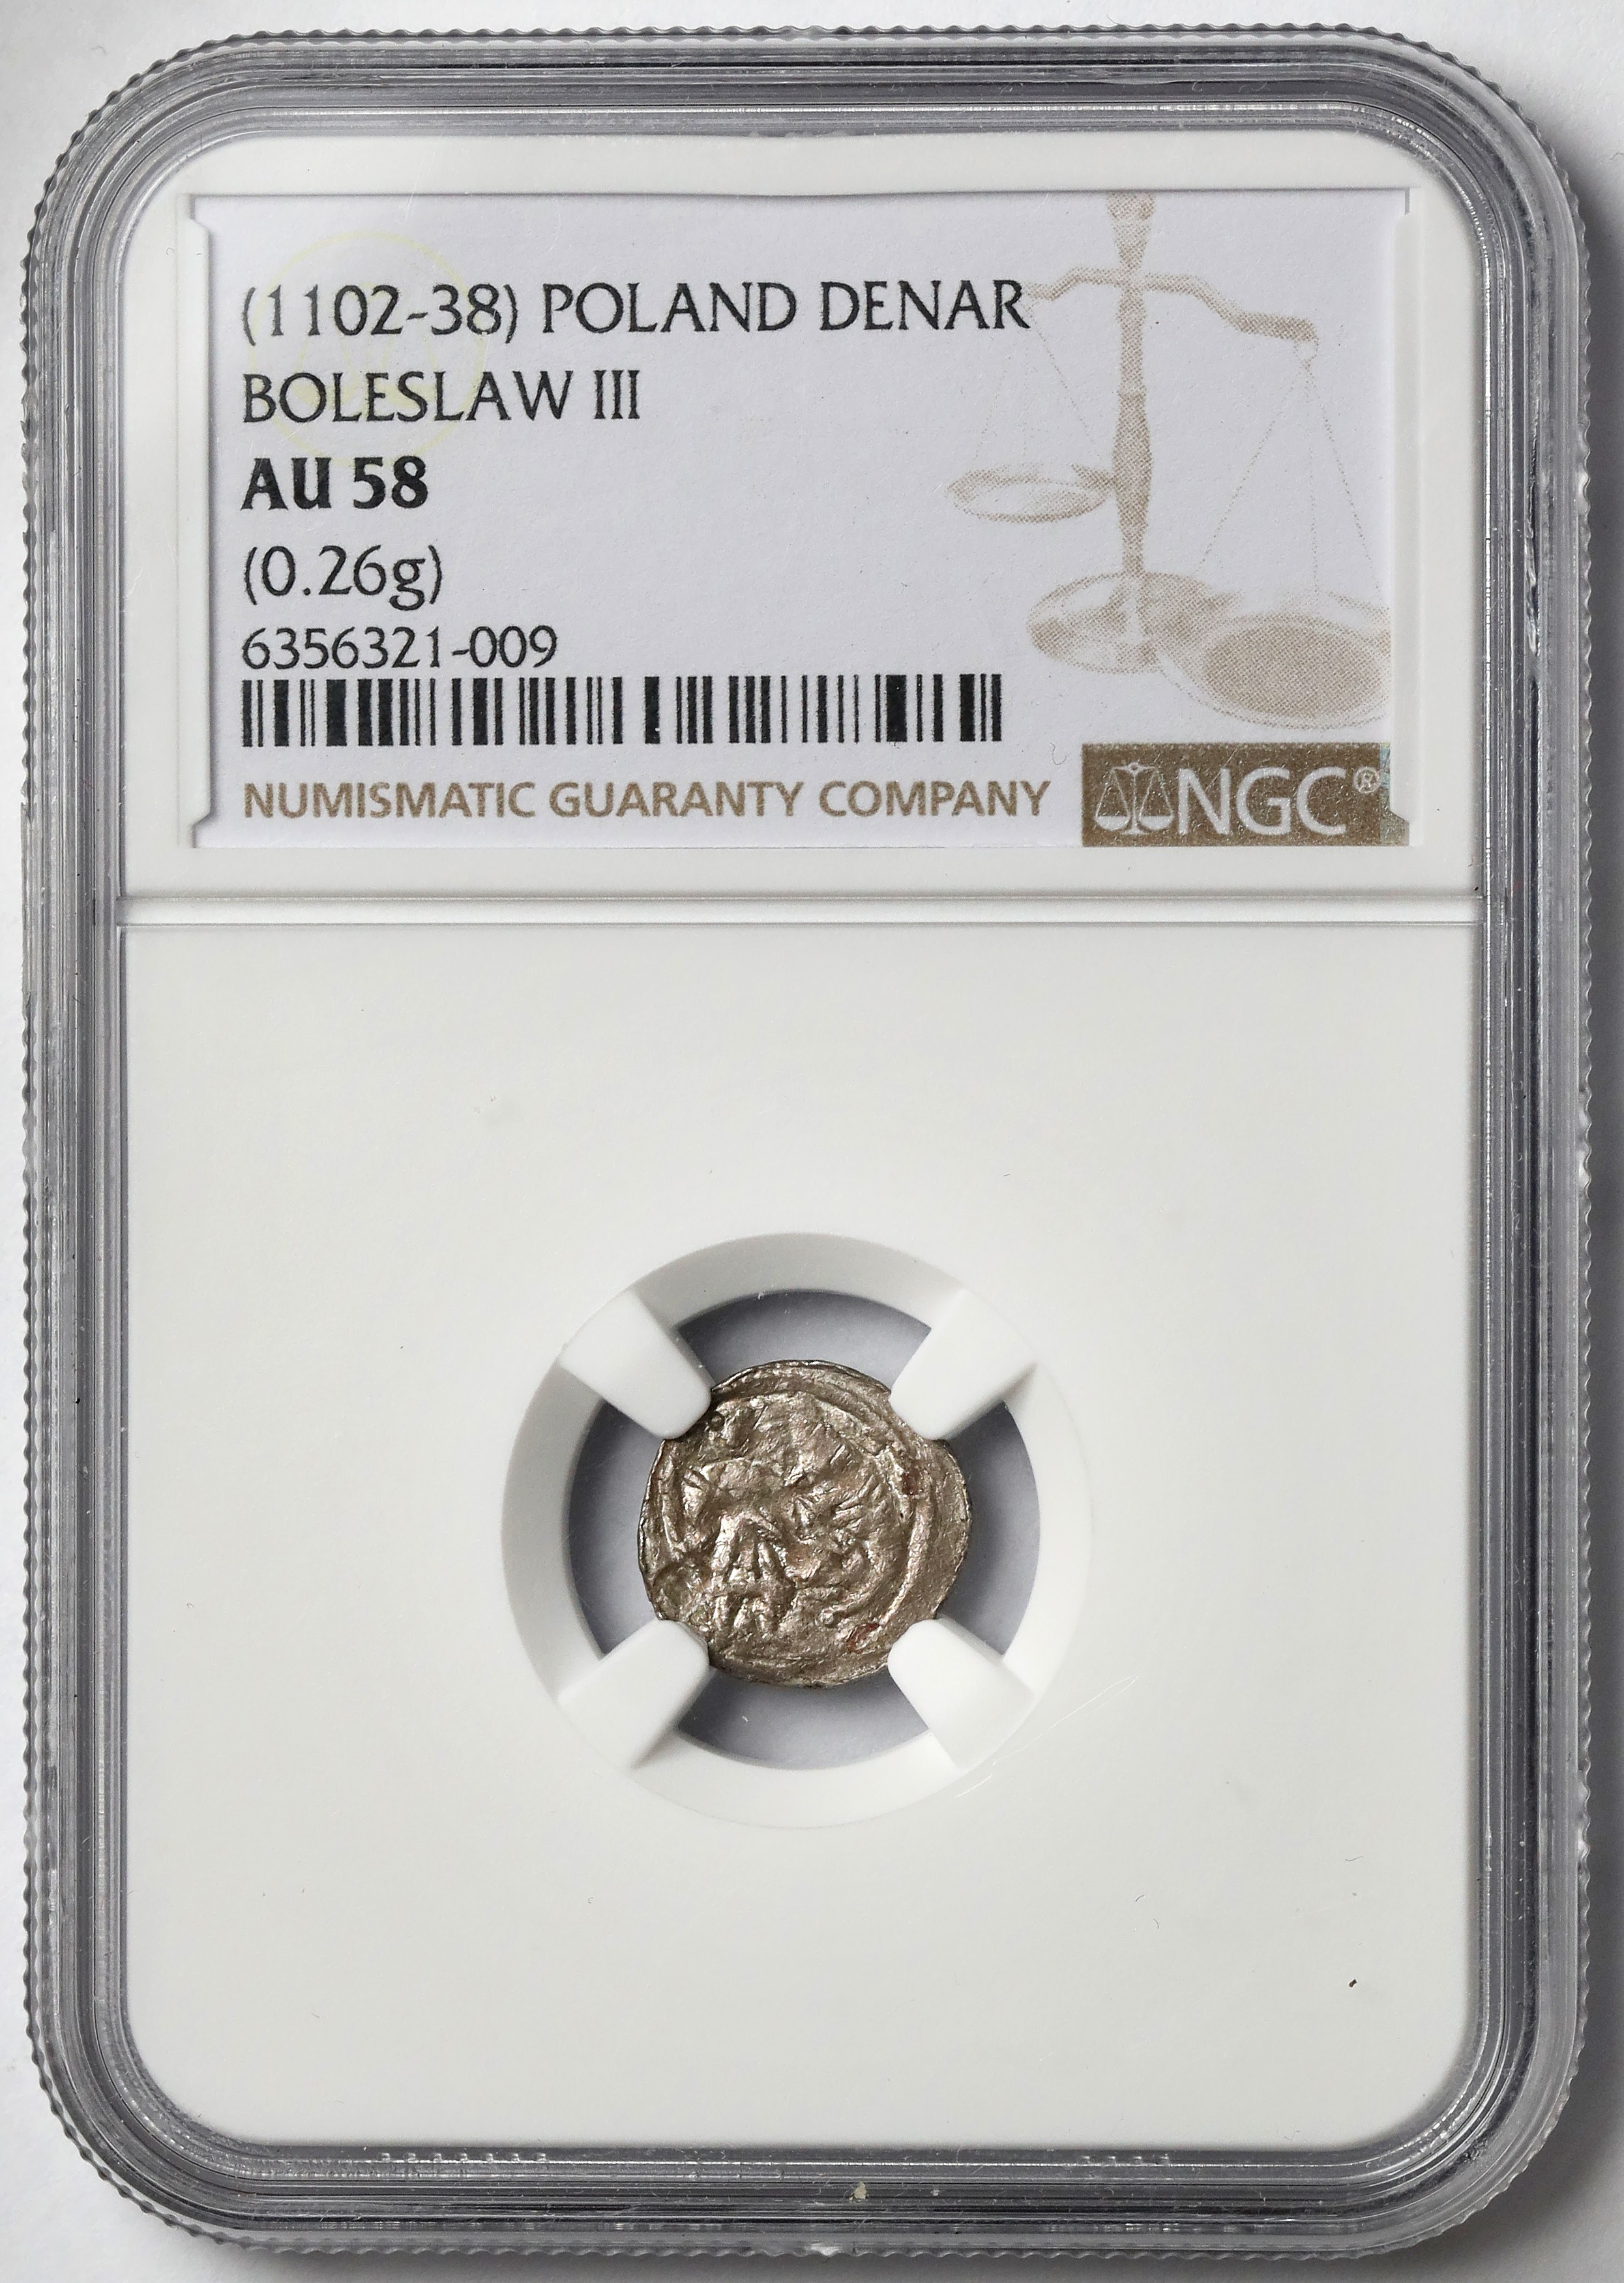 (1102-38) POLAND DENAR
BOLESLAW III
AU 58
(0.26g)
6356321-009
NUMISMATIC GUARANTY COMPANY
NGC®